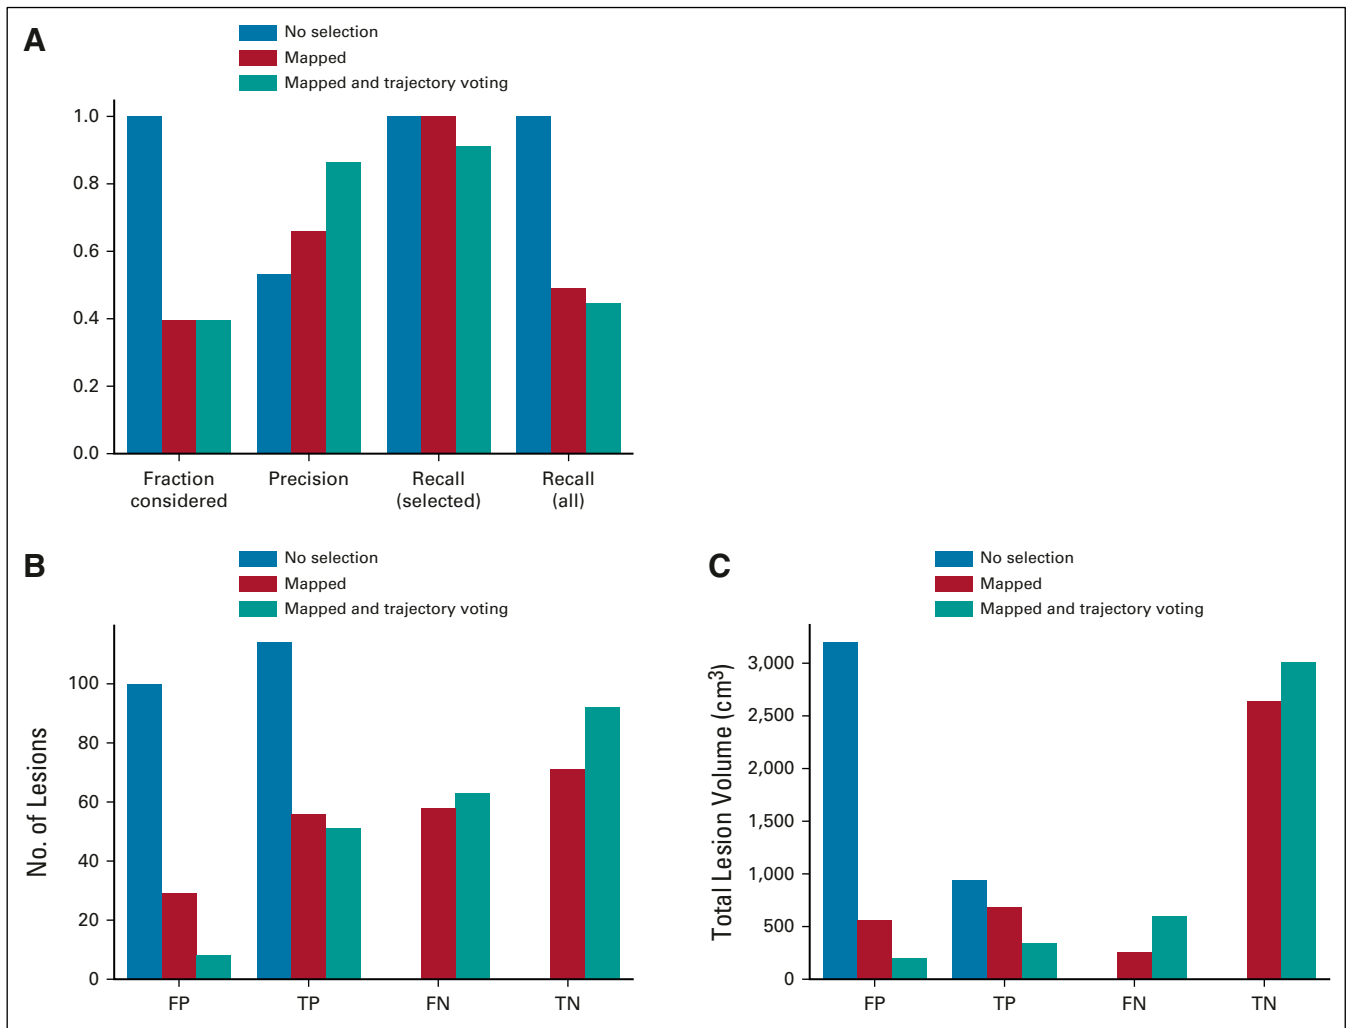 A
No selection
Mapped
Mapped and trajectory voting
1.0
0.8
0.6
0.4
0.2
0.0
Fraction
considered
Precision
Recall
(selected)
Recall
(all)
B
No selection
Mapped
Mapped and trajectory voting
No. of Lesions
100
80
60
40
20
0
FP
TP
FN
TN
C
No selection
Mapped
Mapped and trajectory voting
Total Lesion Volume (cm³)
3,000
2,500
2,000
1,500
1,000
500
0
FP
TP
FN
TN